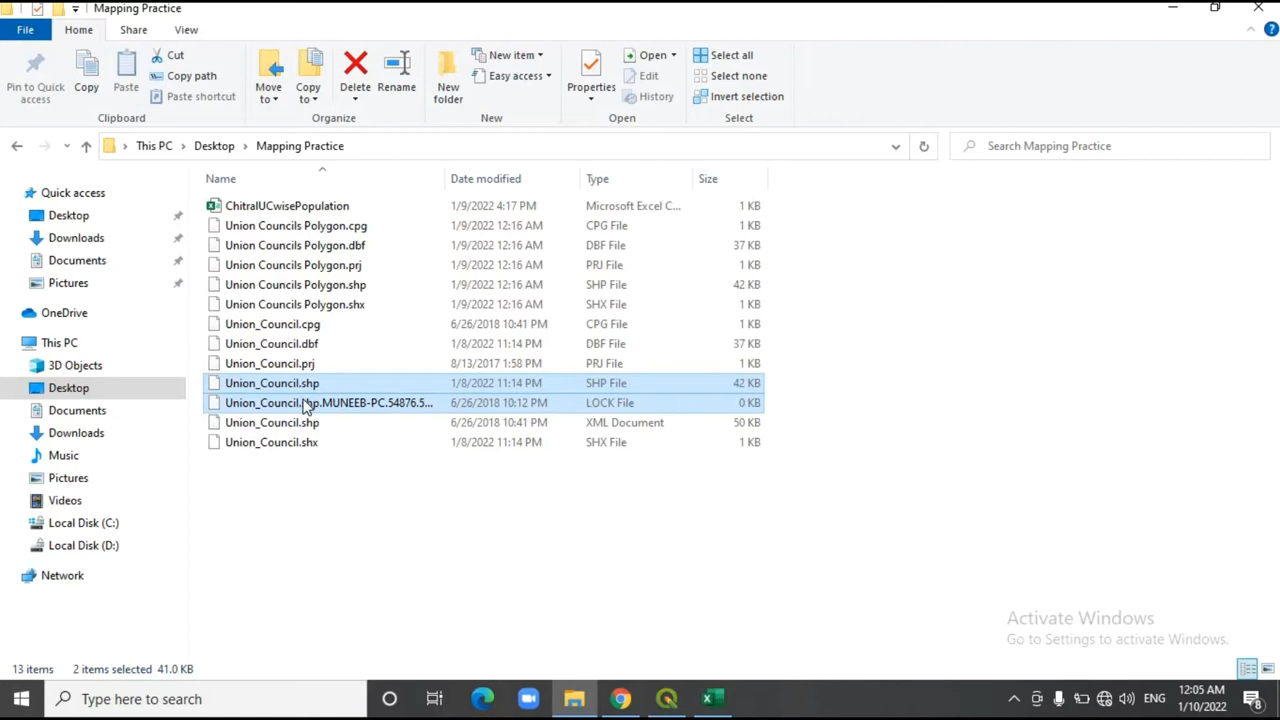 Mapping Practice
File Home Share View
Pin to Quick access
Copy
Paste
Cut
Copy path
Paste shortcut
Clipboard
Move to
Copy to
Delete
Rename
Organize
New folder
New item
Easy access
New
Properties
Open
Edit
History
Open
Select all
Select none
Invert selection
Select
This PC > Desktop > Mapping Practice
Search Mapping Practice
Name Date modified Type Size
ChitralUCwisePopulation 1/9/2022 4:17 PM Microsoft Excel C... 1 KB
Union Councils Polygon.cpg 1/9/2022 12:16 AM CPG File 1 KB
Union Councils Polygon.dbf 1/9/2022 12:16 AM DBF File 37 KB
Union Councils Polygon.prj 1/9/2022 12:16 AM PRJ File 1 KB
Union Councils Polygon.shp 1/9/2022 12:16 AM SHP File 42 KB
Union Councils Polygon.shx 1/9/2022 12:16 AM SHX File 1 KB
Union_Council.cpg 6/26/2018 10:41 PM CPG File 1 KB
Union_Council.dbf 1/8/2022 11:14 PM DBF File 37 KB
Union_Council.prj 8/13/2017 1:58 PM PRJ File 1 KB
Union_Council.shp 1/8/2022 11:14 PM SHP File 42 KB
Union_Council.shp.MUNEEB-PC.54876.5... 6/26/2018 10:12 PM LOCK File 0 KB
Union_Council.shp 6/26/2018 10:41 PM XML Document 50 KB
Union_Council.shx 1/8/2022 11:14 PM SHX File 1 KB
Quick access
Desktop
Downloads
Documents
Pictures
OneDrive
This PC
3D Objects
Desktop
Documents
Downloads
Music
Pictures
Videos
Local Disk (C:)
Local Disk (D:)
Network
Activate Windows
Go to Settings to activate Windows.
13 items 2 items selected 41.0 KB
Type here to search
ENG
12:05 AM
1/10/2022
8